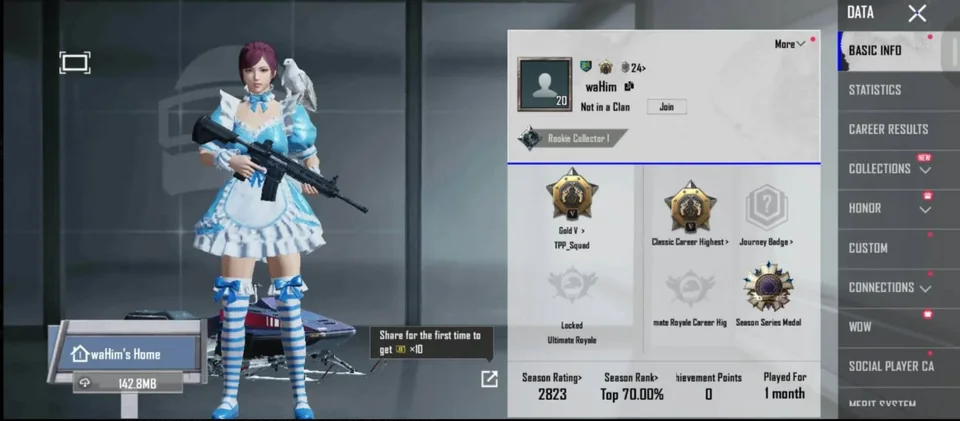 DATA
BASIC INFO
STATISTICS
CAREER RESULTS
COLLECTIONS
NEW
HONOR
CUSTOM
CONNECTIONS
WOW
SOCIAL PLAYER CA
MERIT SYSTEM
More
20
24>
waHim
Not in a Clan
Join
Rookie Collector I
V
Gold V >
TPP_Squad
V
Classic Career Highest >
?
Journey Badge >
Locked
Ultimate Royale
mate Royale Career Hig
Season Series Medal
Season Rating>
2823
Season Rank>
Top 70.00%
hievement Points
0
Played For
1 month
Share for the first time to
get ×10
waHim's Home
142.8MB